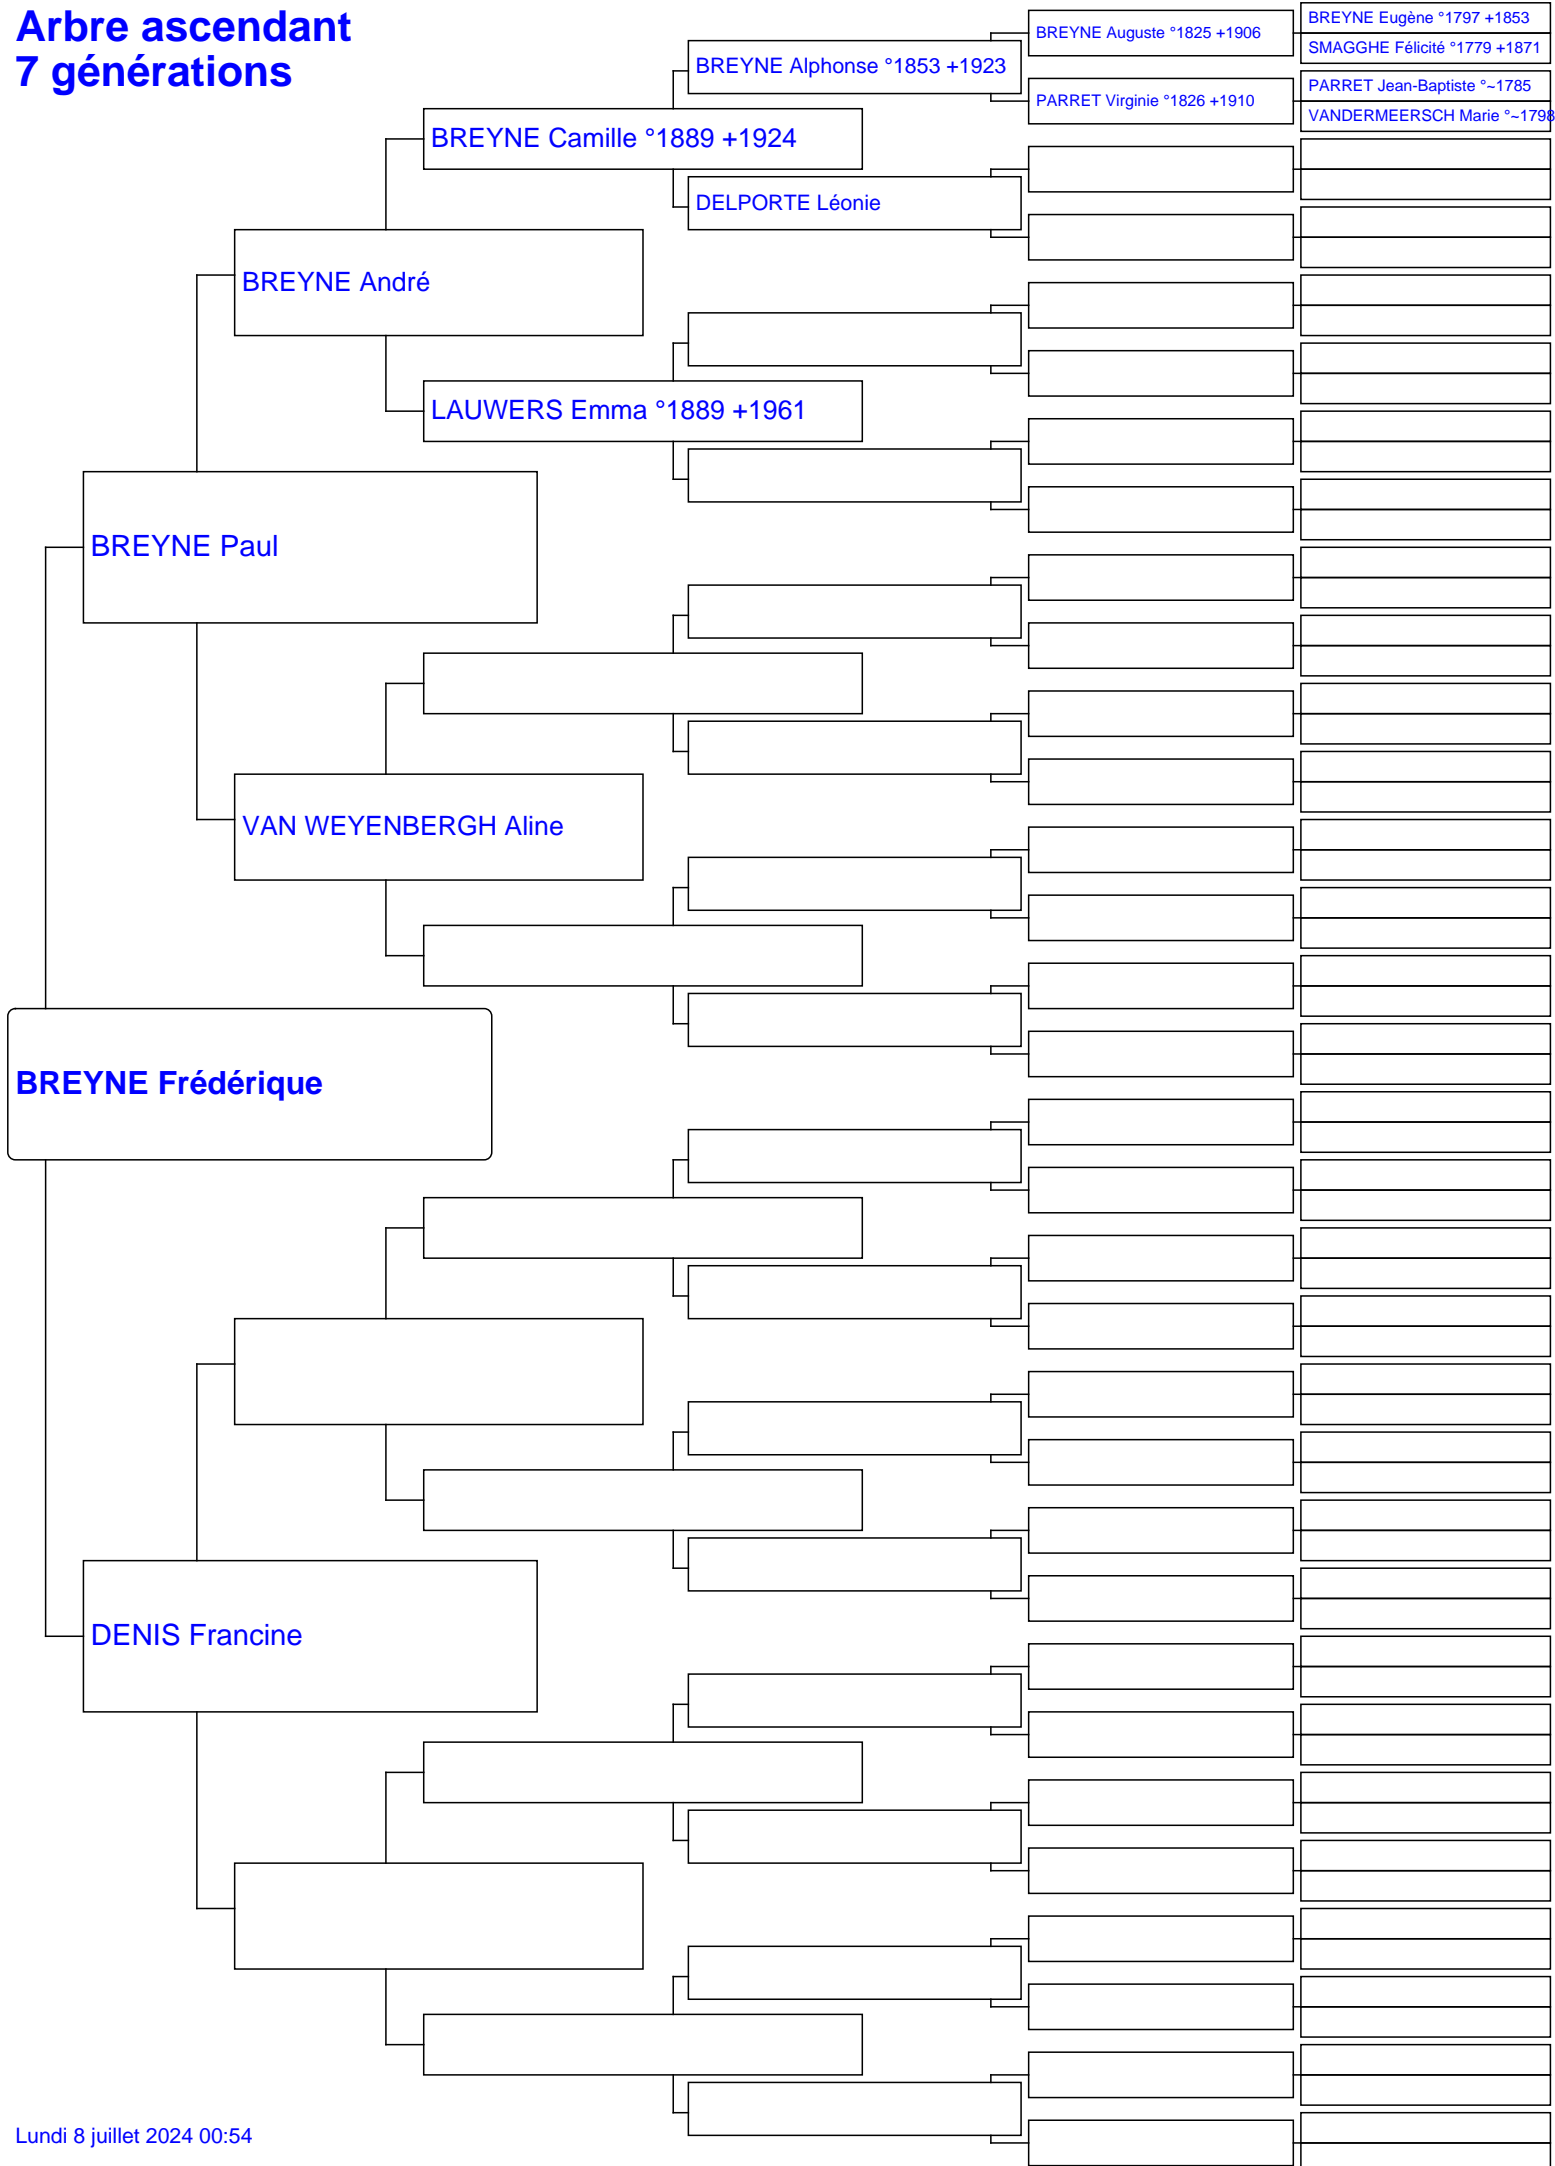 Arbre ascendant
7 générations
BREYNE Eugène °1797 +1853
BREYNE Auguste °1825 +1906
SMAGGHE Félicité °1779 +1871
BREYNE Alphonse °1853 +1923
PARRET Jean-Baptiste °~1785
PARRET Virginie °1826 +1910
VANDERMEERSCH Marie °~1798
BREYNE Camille °1889 +1924
DELPORTE Léonie
BREYNE André
LAUWERS Emma °1889 +1961
BREYNE Paul
VAN WEYENBERGH Aline
BREYNE Frédérique
DENIS Francine
Lundi 8 juillet 2024 00:54